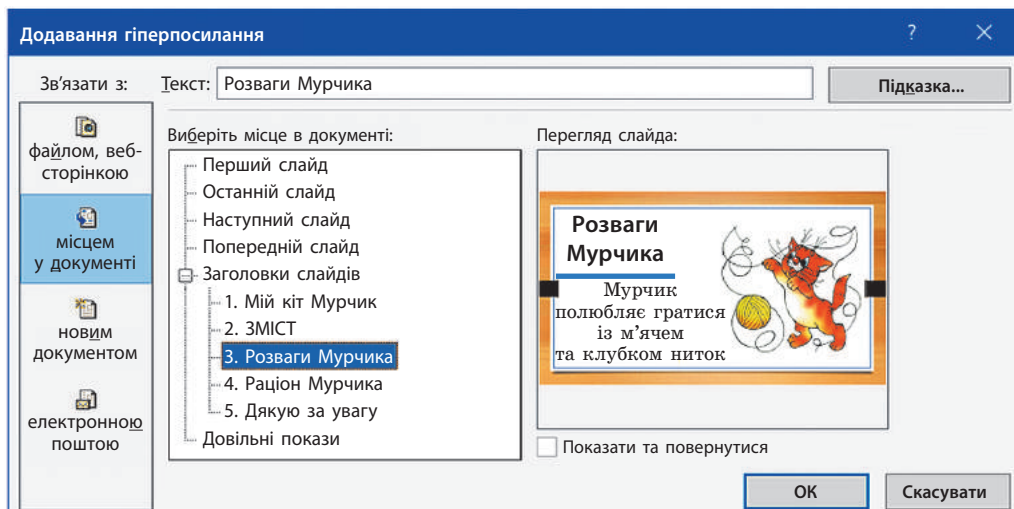 Додавання гіперпосилання
?
Зв'язати з:
Текст: Розваги Мурчика
Підказка...
файлом, веб-
сторінкою
місцем
у документі
новим
документом
електронною
поштою
Виберіть місце в документі:
Перший слайд
Останній слайд
Наступний слайд
Попередній слайд
Заголовки слайдів
1. Мій кіт Мурчик
2. ЗМІСТ
3. Розваги Мурчика
4. Раціон Мурчика
5. Дякую за увагу
Довільні покази
Перегляд слайда:
Розваги
Мурчика
Мурчик
полюбляє гратися
із м’ячем
та клубком ниток
Показати та повернутися
ОК
Скасувати